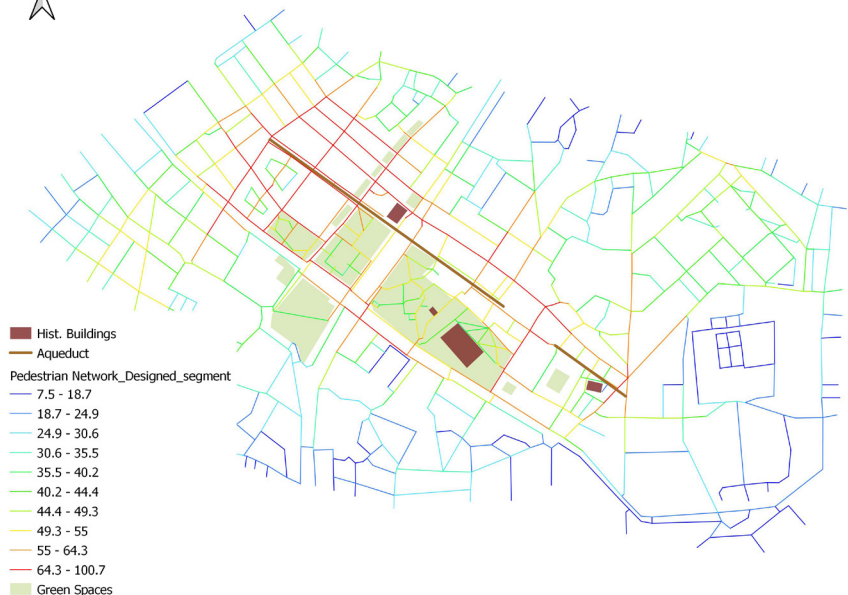 Hist. Buildings
Aqueduct
Pedestrian Network_Designed_segment
7.5 - 18.7
18.7 - 24.9
24.9 - 30.6
30.6 - 35.5
35.5 - 40.2
40.2 - 44.4
44.4 - 49.3
49.3 - 55
55 - 64.3
64.3 - 100.7
Green Spaces